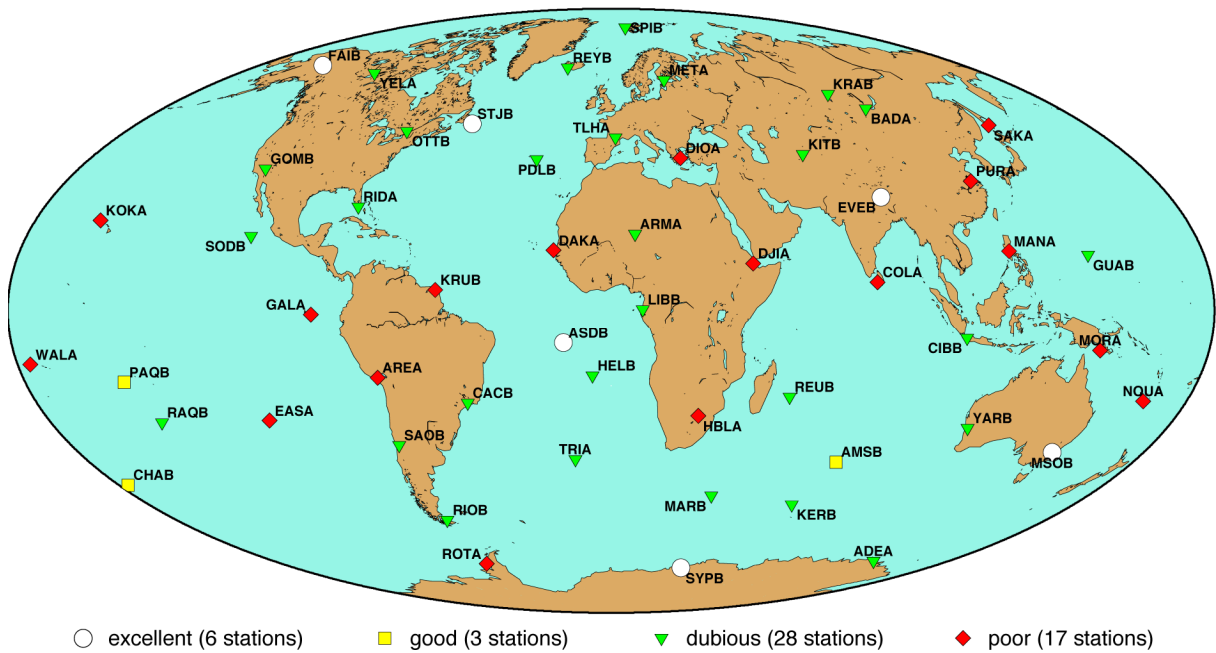 SPIB
FAIB
REYB
META
YELA
KRAB
STJB
BADA
SAKA
OTTB
TLHA
GOMB
DIOA
KITB
PDLB
PURA
RIDA
EVEB
KOKA
SODB
ARMA
DAKA
MANA
DJIA
GUAB
COLA
KRUB
GALA
LIBB
ASDB
CIBB
MORA
WALA
PAQB
AREA
HELB
REUB
NOUA
CACB
RAQB
EASA
HBLA
YARB
SAOB
TRIA
AMSB
MSOB
CHAB
MARB
KERB
RIOB
ROTA
ADEA
SYPB
excellent (6 stations)
good (3 stations)
dubious (28 stations)
poor (17 stations)